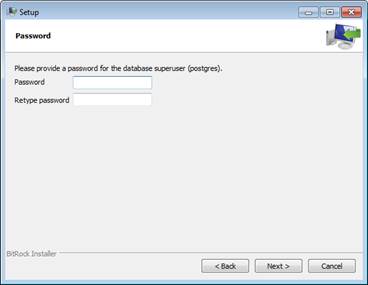 Setup
Password
Please provide a password for the database superuser (postgres).
Password
Retype password
BitRock Installer
< Back
Next >
Cancel